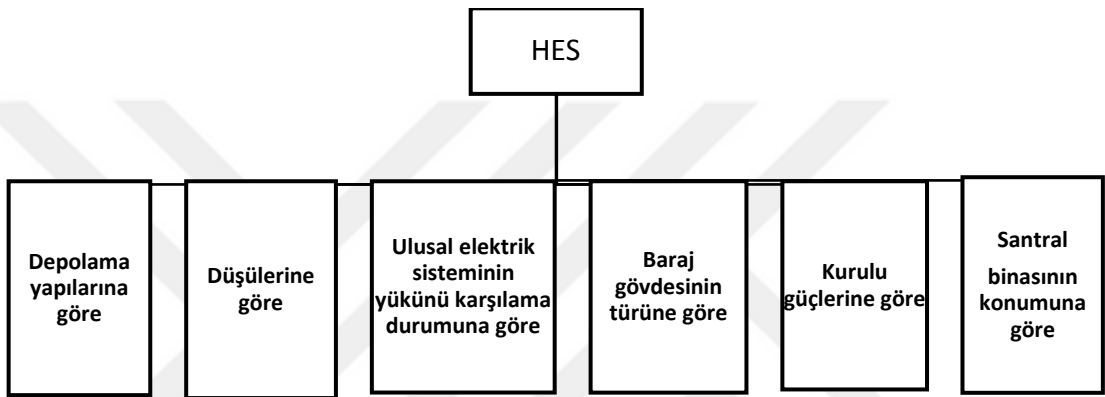 HES
Depolama
yapılarına
göre
Düşülerine
göre
Ulusal elektrik
sisteminin
yükünü karşılama
durumuna göre
Baraj
gövdesinin
türüne göre
Kurulu
güçlerine göre
Santral
binasının
konumuna
göre